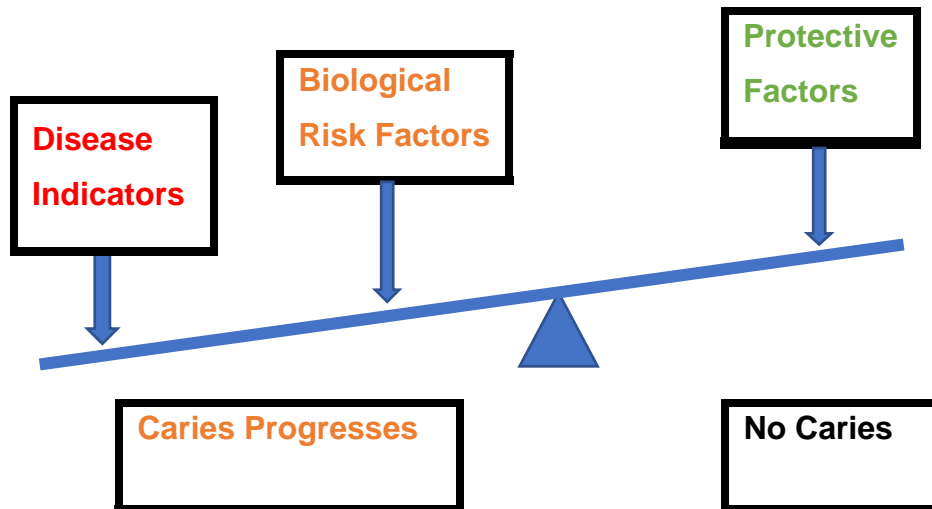 Protective
Factors
Biological
Risk Factors
Disease
Indicators
Caries Progresses
No Caries